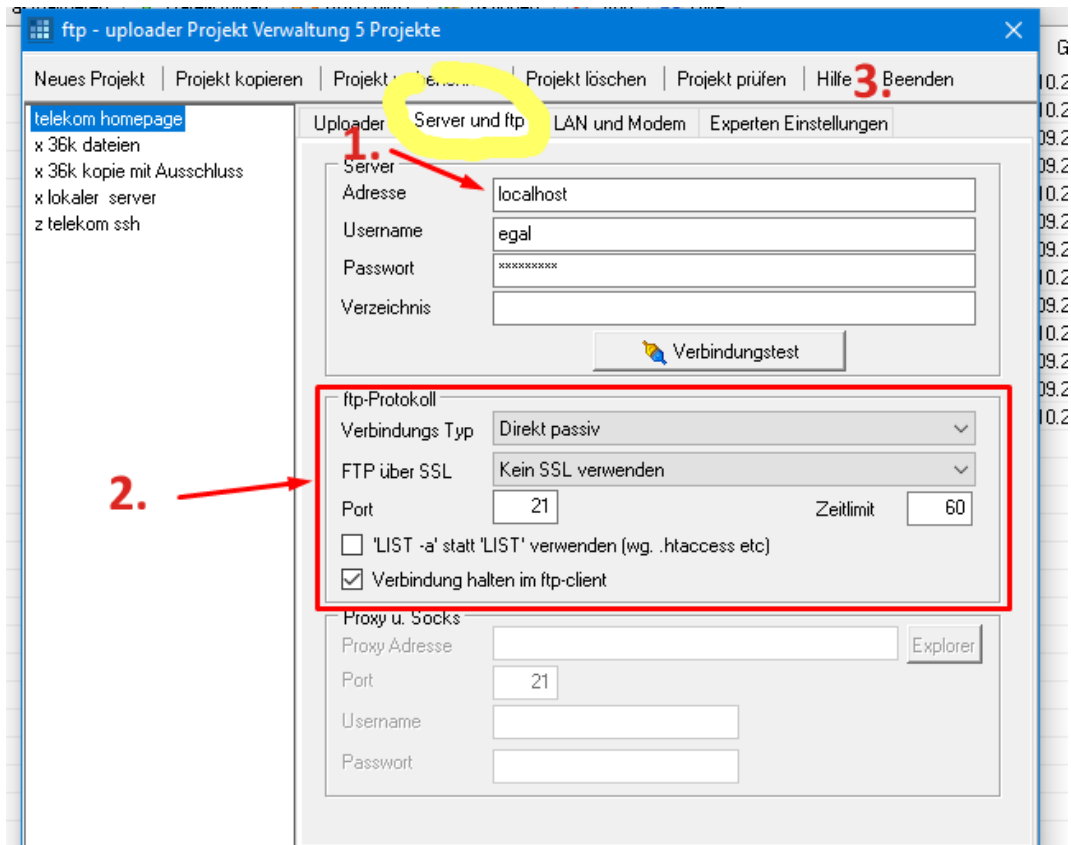 ftp - uploader Projekt Verwaltung 5 Projekte
Neues Projekt | Projekt kopieren | Projekt | Projekt löschen | Projekt prüfen | Hilfe 3. Beenden
telekom homepage
x 36k dateien
x 36k kopie mit Ausschluss
x lokaler server
z telekom ssh
Uploader Server und ftp LAN und Modem Experten Einstellungen
1.
Server
Adresse localhost
Username egal
Passwort *********
Verzeichnis
Verbindungstest
ftp-Protokoll
Verbindungs Typ Direkt passiv
FTP über SSL Kein SSL verwenden
2.
Port 21 Zeitlimit 60
'LIST -a' statt 'LIST' verwenden (wg. .htaccess etc)
Verbindung halten im ftp-client
Proxy u. Socks
Proxy Adresse Explorer
Port 21
Username
Passwort